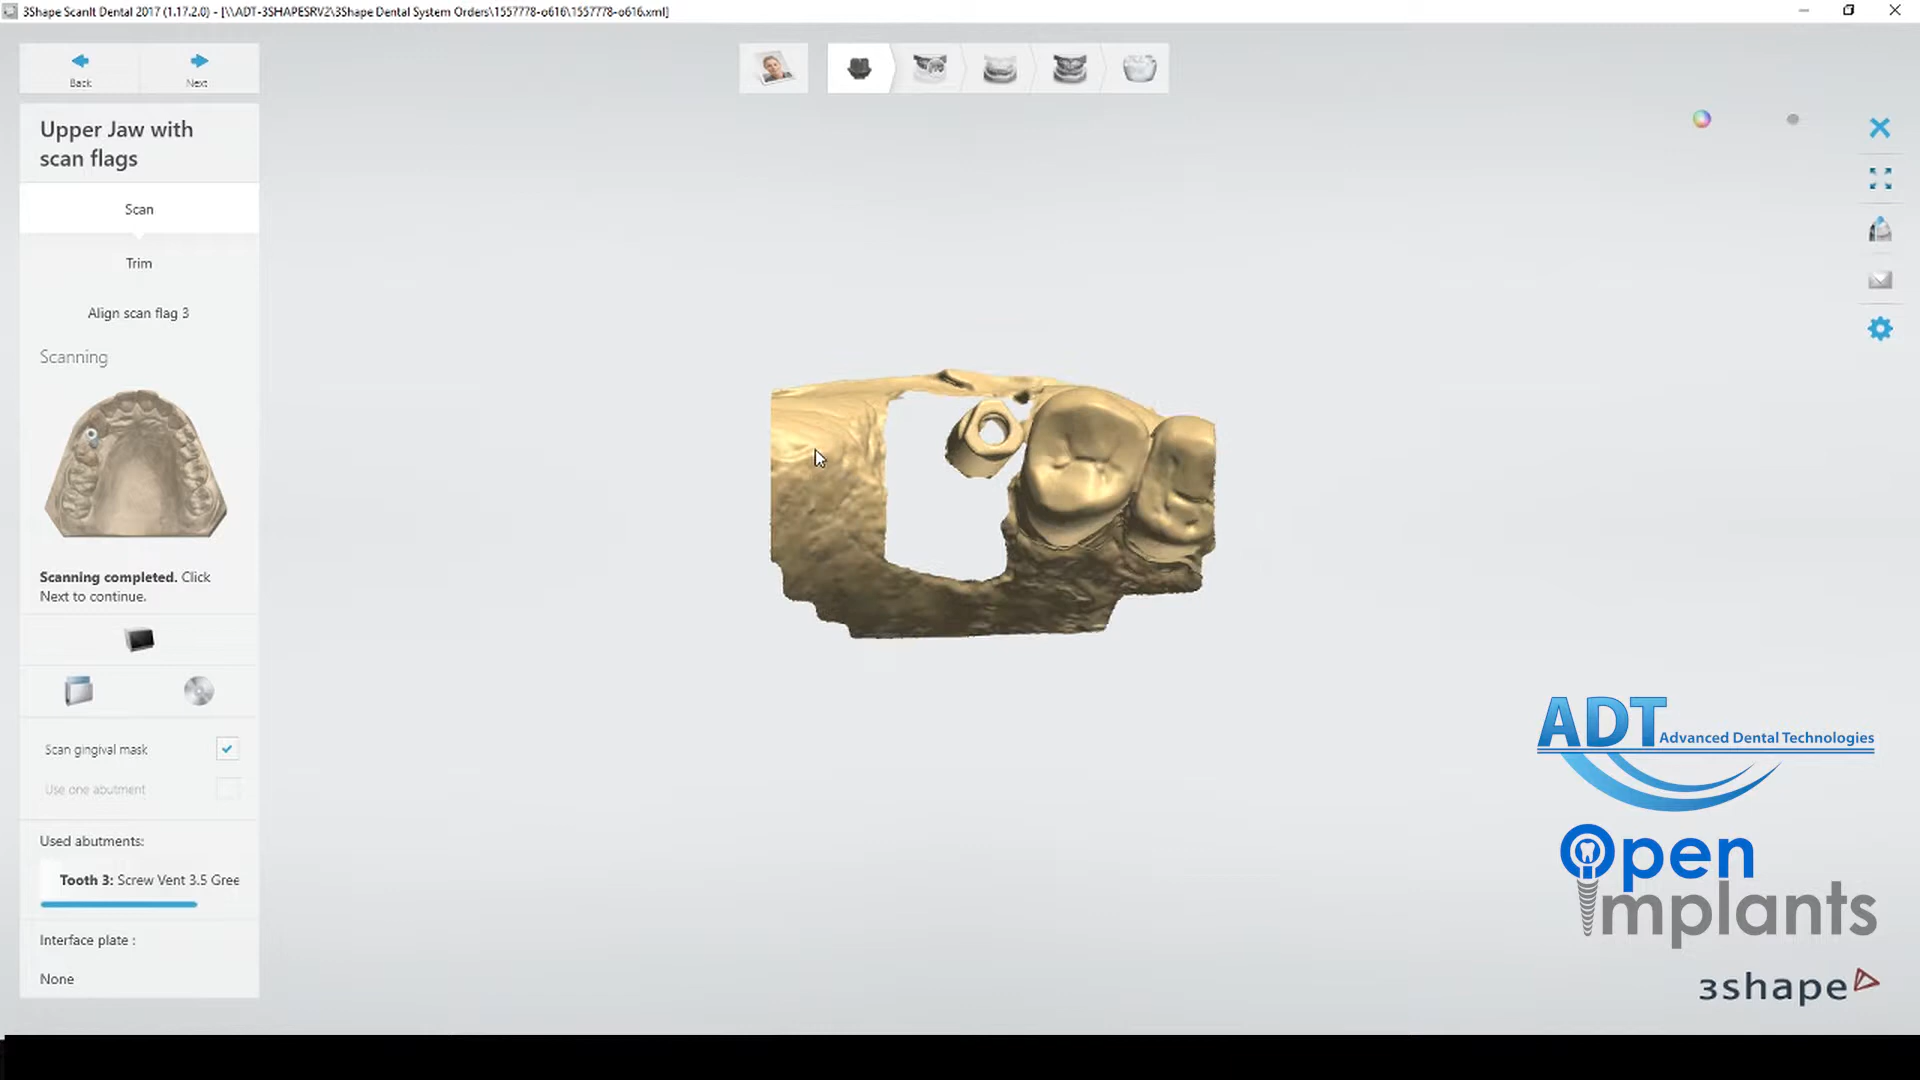 3Shape ScanIt Dental 2017 (1.17.2.0) - [\\ADT-3SHAPESRV2\3Shape Dental System Orders\1557778-o616\1557778-o616.xml]
Back
Next
Upper Jaw with
scan flags
Scan
Trim
Align scan flag 3
Scanning
Scanning completed. Click
Next to continue.
Scan gingival mask
Use one abutment
Used abutments:
Tooth 3: Screw Vent 3.5 Gree
Interface plate :
None
ADT Advanced Dental Technologies
Open
Implants
3shape